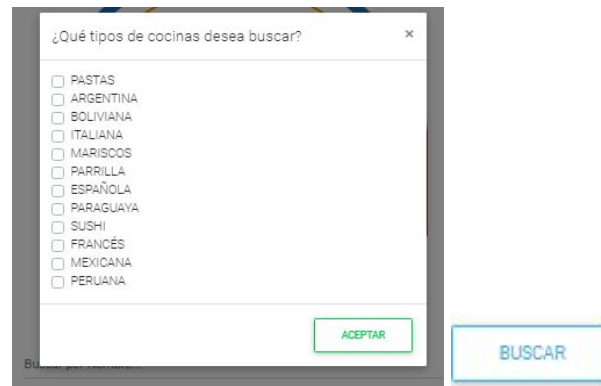 ¿Qué tipos de cocinas desea buscar? ×
PASTAS
ARGENTINA
BOLIVIANA
ITALIANA
MARISCOS
PARRILLA
ESPAÑOLA
PARAGUAYA
SUSHI
FRANCÉS
MEXICANA
PERUANA
ACEPTAR
BUSCAR